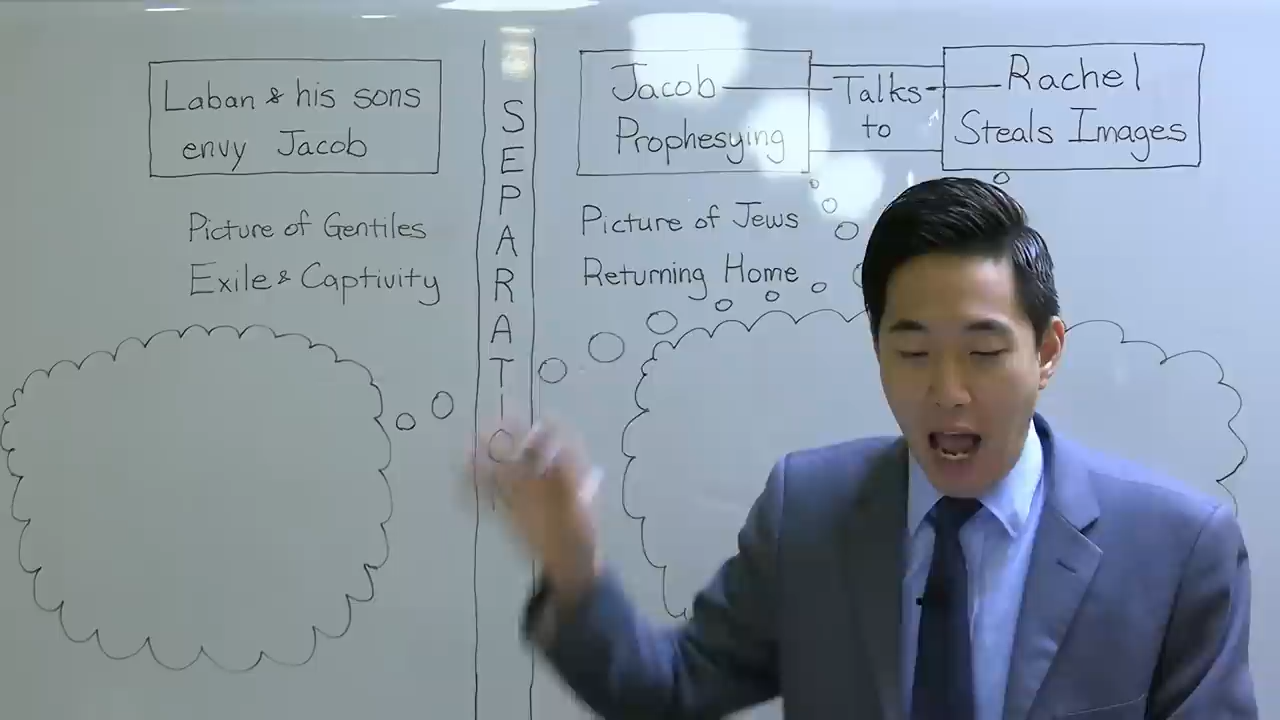 Laban & his sons
envy Jacob
Picture of Gentiles
Exile & Captivity
SEPARATION
Jacob
Prophesying
Talks
to
Rachel
Steals Images
Picture of Jews
Returning Home